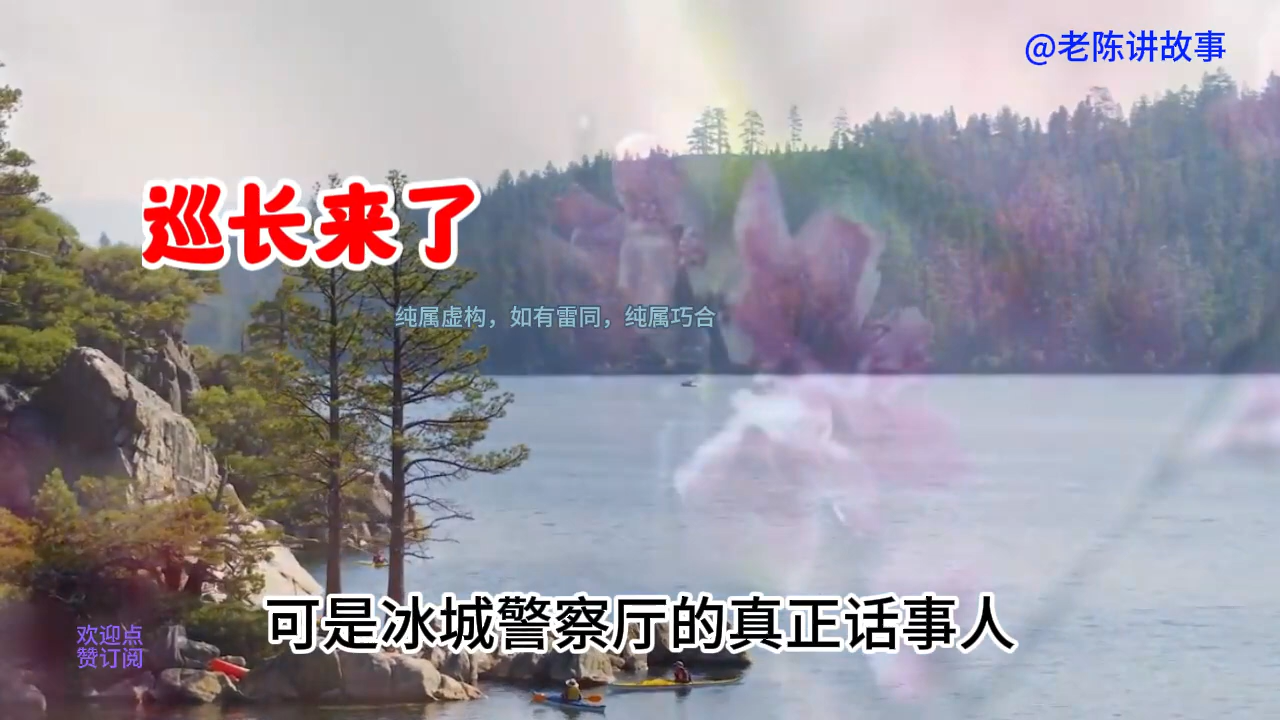 @老陈讲故事
巡长来了
纯属虚构，如有雷同，纯属巧合
可是冰城警察厅的真正话事人
欢迎点
赞订阅